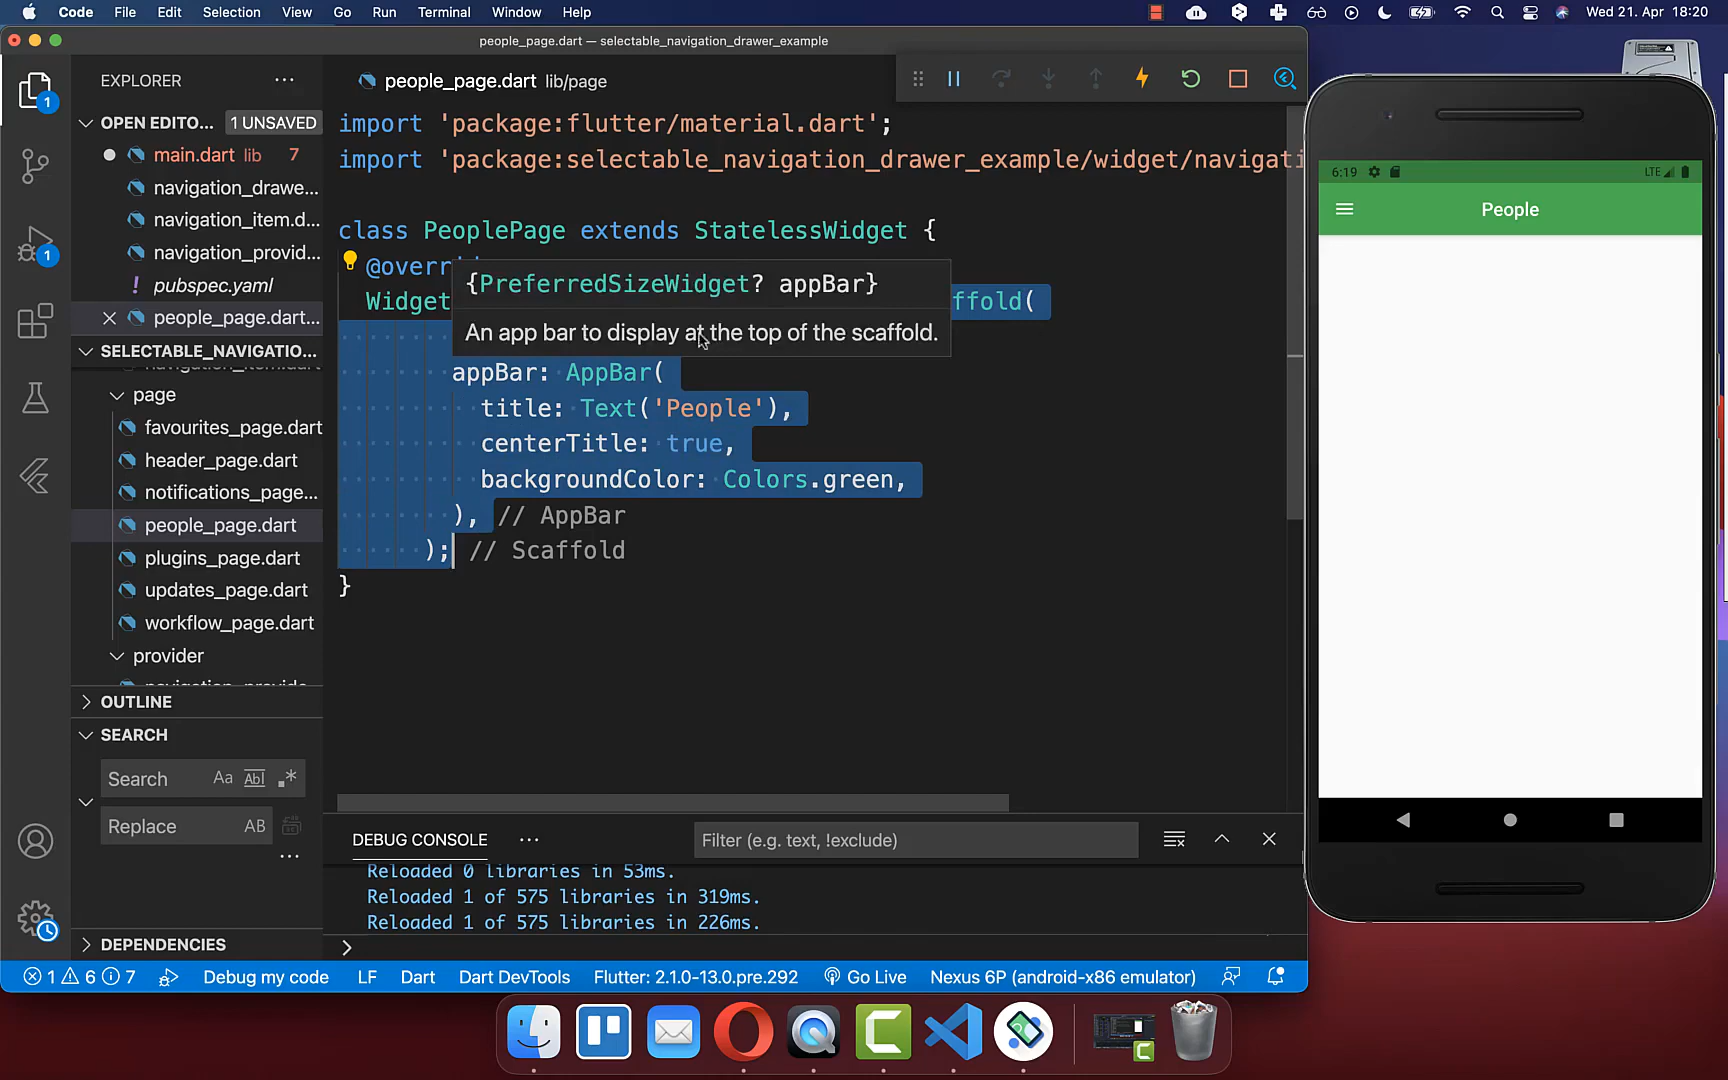 Code File Edit Selection View Go Run Terminal Window Help Wed 21. Apr 18:20
people_page.dart — selectable_navigation_drawer_example
EXPLORER
people_page.dart lib/page
OPEN EDITO... 1 UNSAVED
main.dart lib 7
navigation_drawe...
navigation_item.d...
navigation_provid...
! pubspec.yaml
people_page.dart...
SELECTABLE_NAVIGATIO...
page
favourites_page.dart
header_page.dart
notifications_page...
people_page.dart
plugins_page.dart
updates_page.dart
workflow_page.dart
provider
OUTLINE
SEARCH
Search Aa Abl .*
Replace AB
DEPENDENCIES
1
1
import 'package:flutter/material.dart';
import 'package:selectable_navigation_drawer_example/widget/navigati
class PeoplePage extends StatelessWidget {
@overr
Widget ffold(
{PreferredSizeWidget? appBar}
An app bar to display at the top of the scaffold.
appBar: AppBar(
title: Text('People'),
centerTitle: true,
backgroundColor: Colors.green,
), // AppBar
); // Scaffold
}
DEBUG CONSOLE Filter (e.g. text, !exclude)
Reloaded 0 libraries in 53ms.
Reloaded 1 of 575 libraries in 319ms.
Reloaded 1 of 575 libraries in 226ms.
1 6 7 Debug my code LF Dart Dart DevTools Flutter: 2.1.0-13.0.pre.292 Go Live Nexus 6P (android-x86 emulator)
6:19 LTE
People